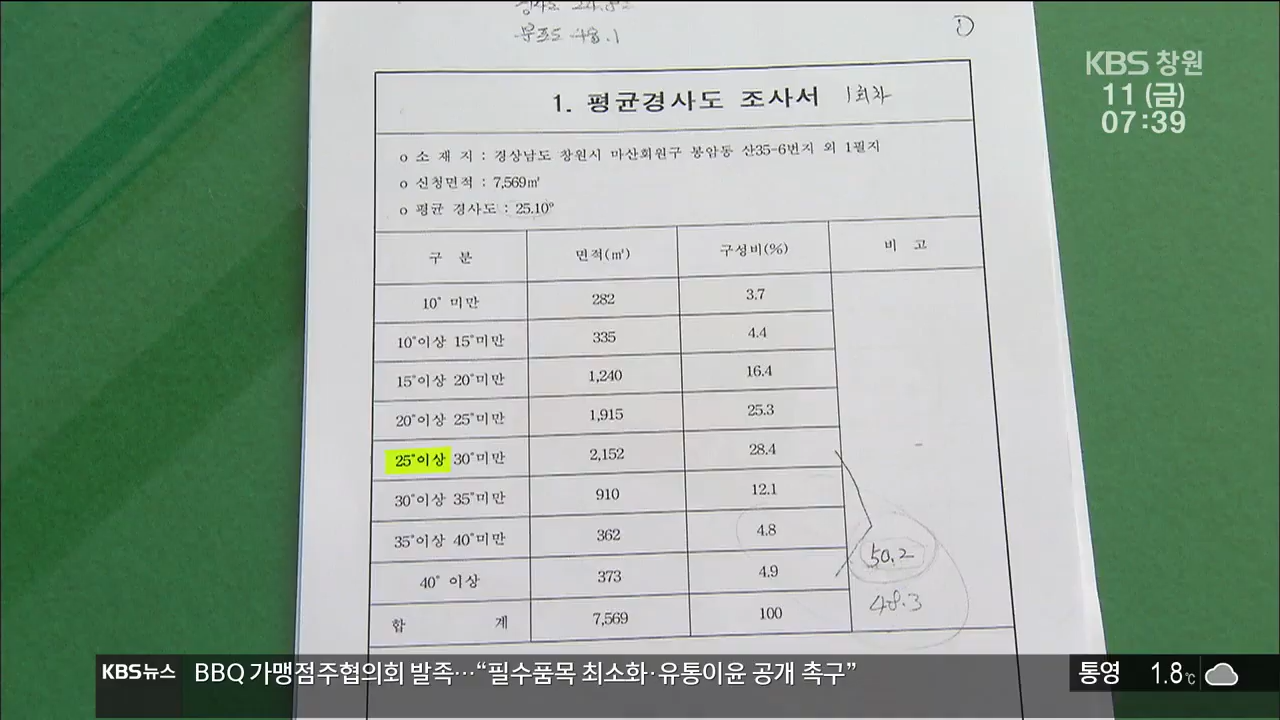 분포도 48.1
①
KBS 창원
11 (금)
07:39
1. 평균경사도 조사서 1회차
o 소 재 지 : 경상남도 창원시 마산회원구 봉암동 산35-6번지 외 1필지
o 신청면적 : 7,569㎡
o 평균 경사도 : 25.10°
구 분 면적(㎡) 구성비(%) 비 고
10° 미만 282 3.7
10°이상 15°미만 335 4.4
15°이상 20°미만 1,240 16.4
20°이상 25°미만 1,915 25.3
25°이상 30°미만 2,152 28.4
30°이상 35°미만 910 12.1
35°이상 40°미만 362 4.8
40° 이상 373 4.9
50.2
48.3
합 계 7,569 100
KBS뉴스 BBQ 가맹점주협의회 발족…“필수품목 최소화·유통이윤 공개 촉구”
통영 1.8℃